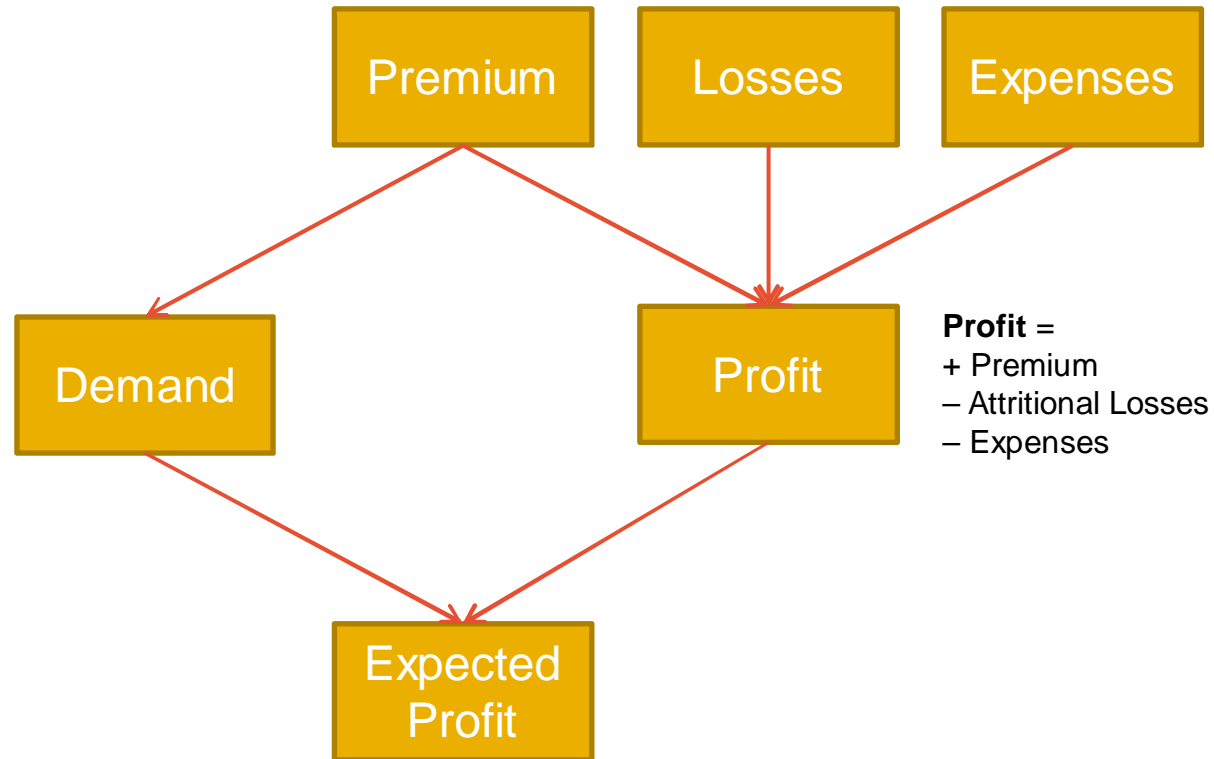 Premium
Losses
Expenses
Demand
Profit
Profit =
+ Premium
– Attritional Losses
– Expenses
Expected
Profit